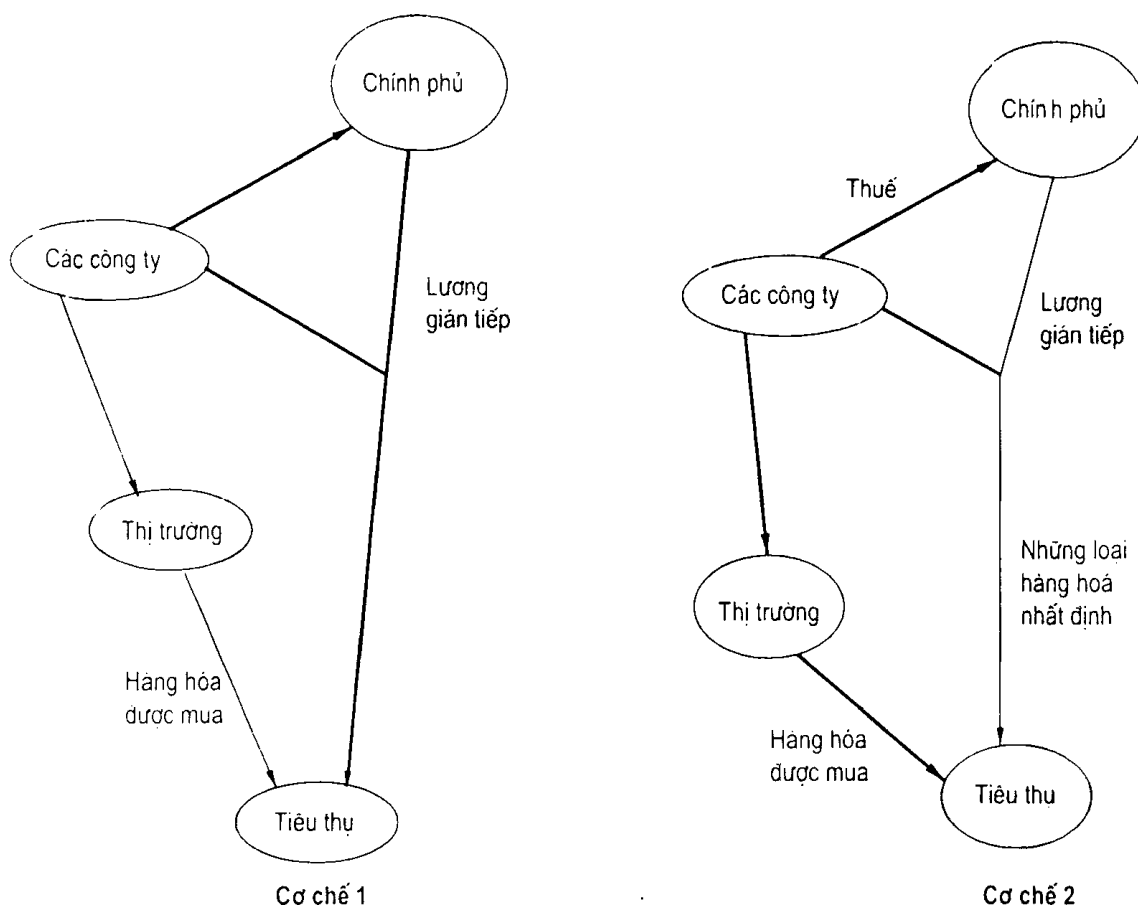 Chính phủ
Các công ty
Lương
gián tiếp
Thị trường
Hàng hóa
được mua
Tiêu thụ
Cơ chế 1
Chính phủ
Thuế
Các công ty
Lương
gián tiếp
Những loại
hàng hoá
nhất định
Thị trường
Hàng hóa
được mua
Tiêu thụ
Cơ chế 2